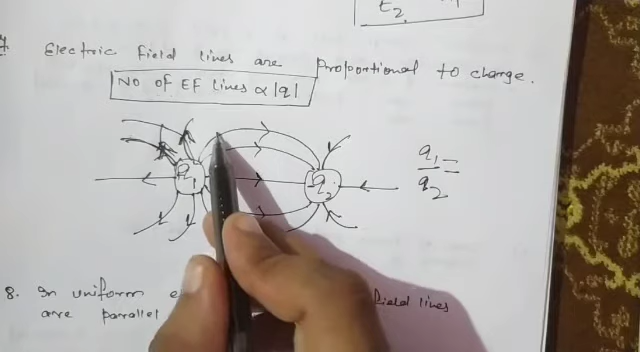 t2
7. Electric field lines are proportional to charge.
NO OF EF lines ∝ |q|
q1 q2
q1/q2 =
8. In uniform field lines
are parallel